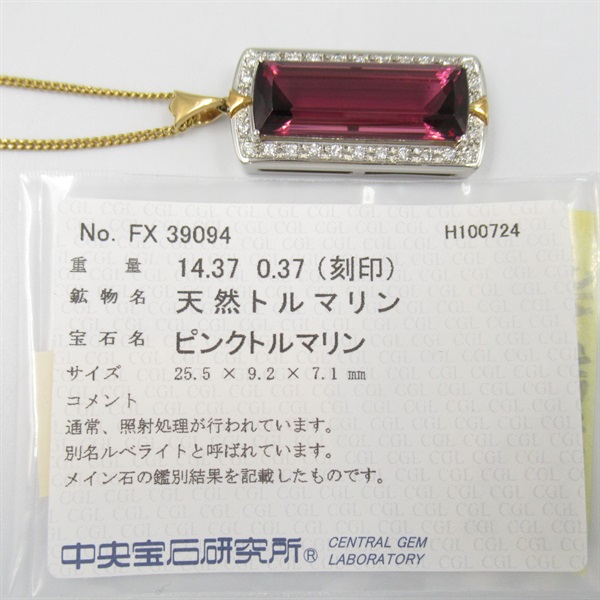 No. FX 39094 H100724
重量 14.37 0.37 (刻印)
鉱物名 天然トルマリン
宝石名 ピンクトルマリン
サイズ 25.5 × 9.2 × 7.1 mm
コメント
通常、照射処理が行われています。
別名ルベライトと呼ばれています。
メイン石の鑑別結果を記載したものです。
中央宝石研究所® CENTRAL GEM
LABORATORY